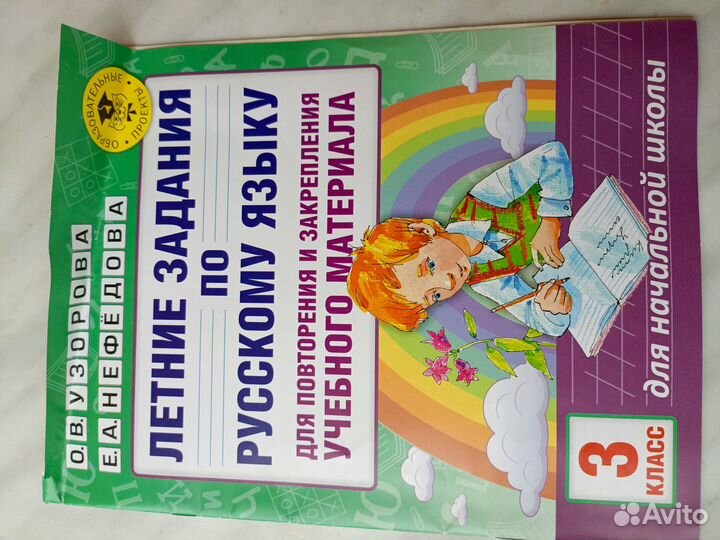 О.В. УЗОРОВА
Е.А. НЕФЁДОВА
ОБРАЗОВАТЕЛЬНЫЕ ПРОЕКТЫ
ЛЕТНИЕ ЗАДАНИЯ
ПО
РУССКОМУ ЯЗЫКУ
ДЛЯ ПОВТОРЕНИЯ И ЗАКРЕПЛЕНИЯ
УЧЕБНОГО МАТЕРИАЛА
3
КЛАСС
для начальной школы
Avito